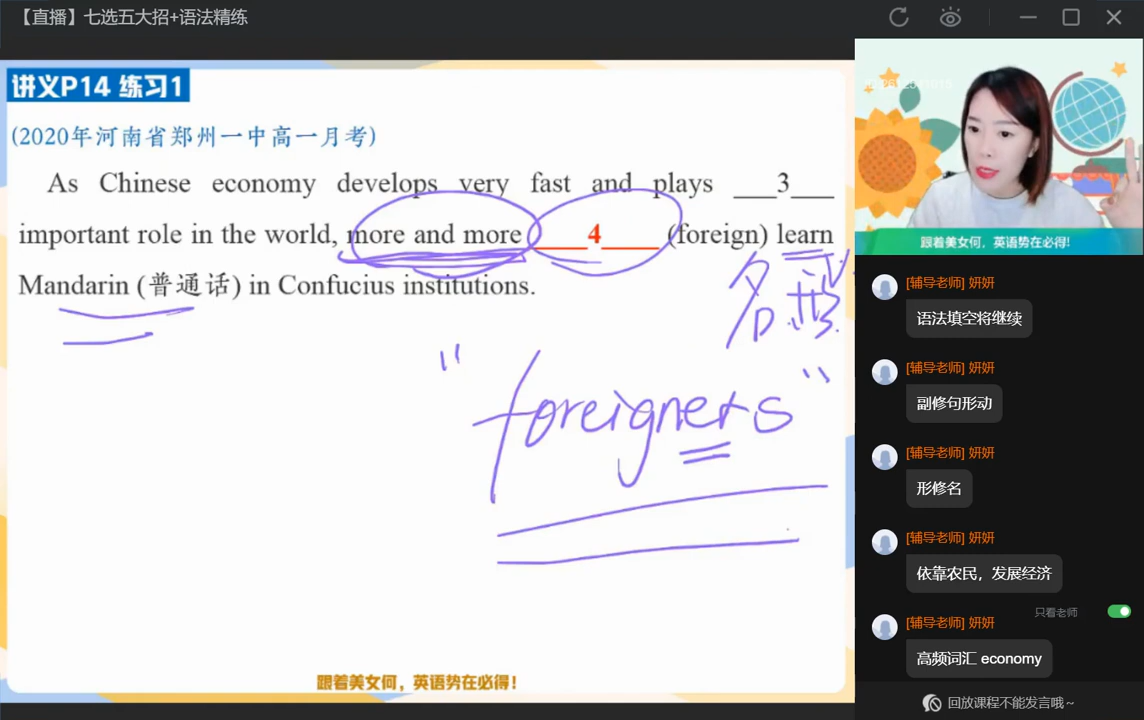 【直播】七选五大招+语法精练
讲义P14 练习1
(2020年河南省郑州一中高一月考)
As Chinese economy develops very fast and plays ___3___
important role in the world, more and more _____4_____ (foreign) learn
Mandarin (普通话) in Confucius institutions.
"foreigners"
跟着美女何，英语势在必得!
跟着美女何，英语势在必得!
[辅导老师] 妍妍
语法填空将继续
[辅导老师] 妍妍
副修句形动
[辅导老师] 妍妍
形修名
[辅导老师] 妍妍
依靠农民，发展经济
只看老师
[辅导老师] 妍妍
高频词汇 economy
回放课程不能发言哦~